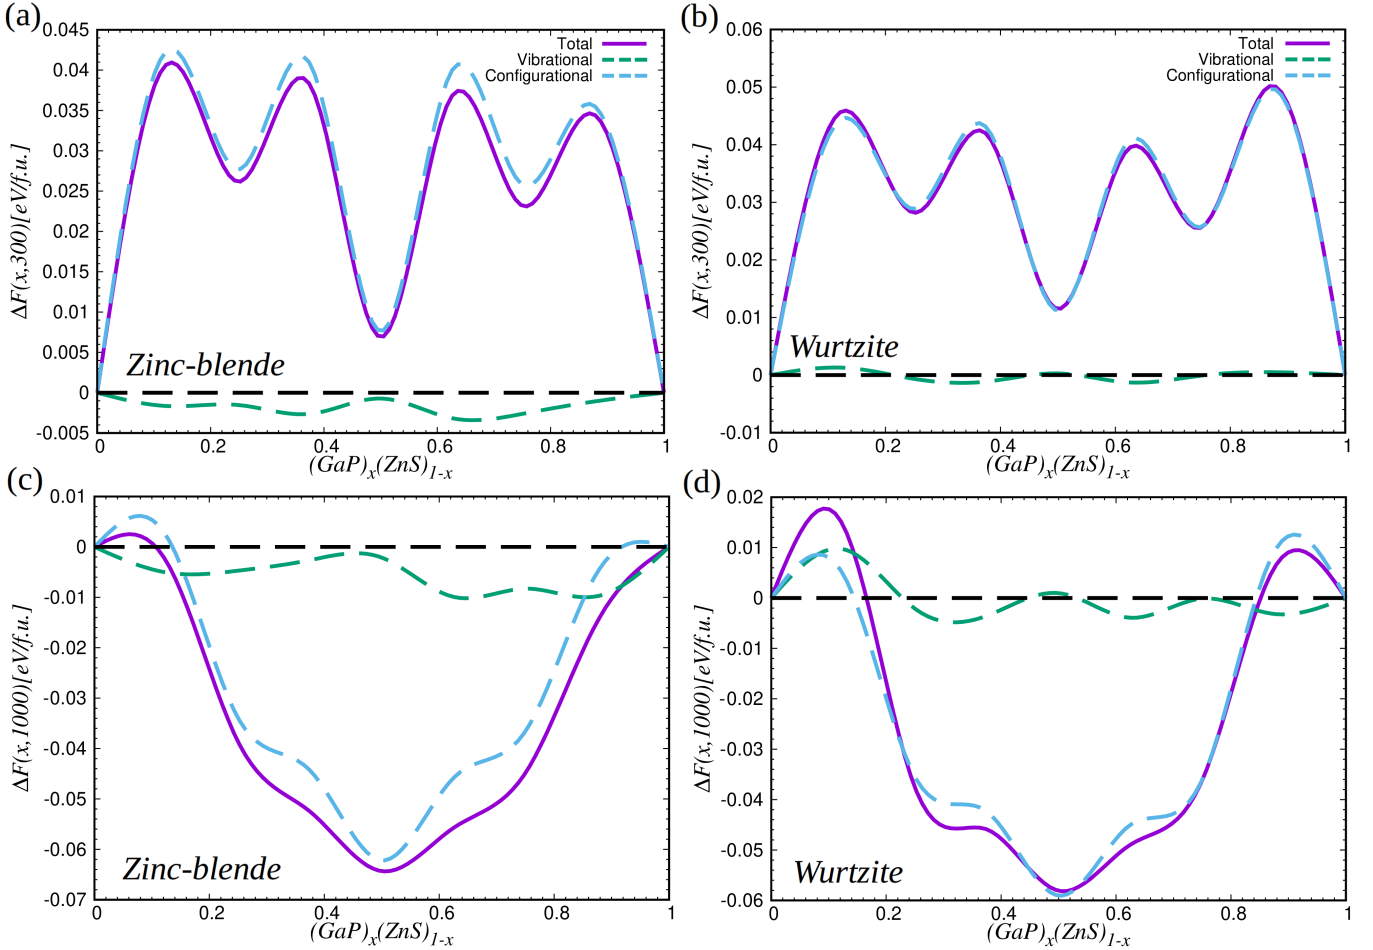 (a)
0.045
0.04
0.035
0.03
0.025
0.02
0.015
0.01
0.005
0
-0.005
ΔF(x,300)[eV/f.u.]
Total
Vibrational
Configurational
Zinc-blende
0 0.2 0.4 0.6 0.8 1
(GaP)x(ZnS)1-x
(b)
0.06
0.05
0.04
0.03
0.02
0.01
0
-0.01
ΔF(x,300)[eV/f.u.]
Total
Vibrational
Configurational
Wurtzite
0 0.2 0.4 0.6 0.8 1
(GaP)x(ZnS)1-x
(c)
0.01
0
-0.01
-0.02
-0.03
-0.04
-0.05
-0.06
-0.07
ΔF(x,1000)[eV/f.u.]
Zinc-blende
0 0.2 0.4 0.6 0.8 1
(GaP)x(ZnS)1-x
(d)
0.02
0.01
0
-0.01
-0.02
-0.03
-0.04
-0.05
-0.06
ΔF(x,1000)[eV/f.u.]
Wurtzite
0 0.2 0.4 0.6 0.8 1
(GaP)x(ZnS)1-x